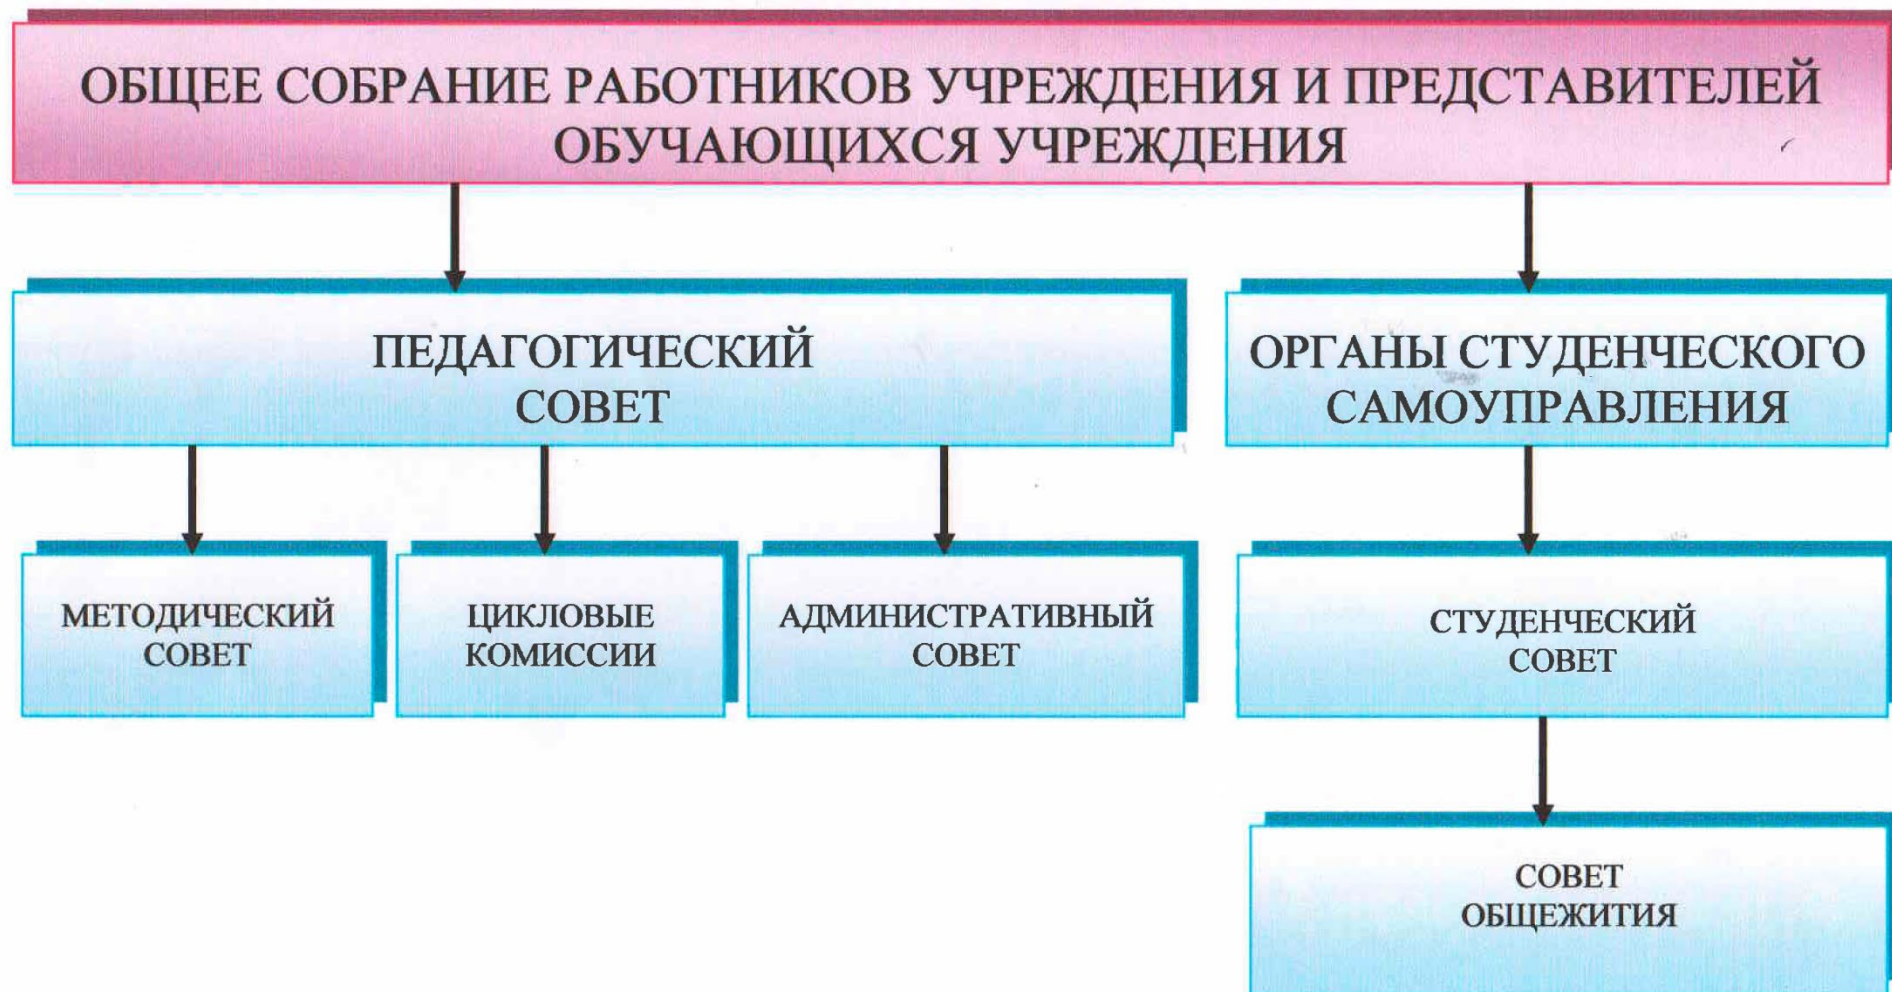 ОБЩЕЕ СОБРАНИЕ РАБОТНИКОВ УЧРЕЖДЕНИЯ И ПРЕДСТАВИТЕЛЕЙ
ОБУЧАЮЩИХСЯ УЧРЕЖДЕНИЯ
ПЕДАГОГИЧЕСКИЙ
СОВЕТ
ОРГАНЫ СТУДЕНЧЕСКОГО
САМОУПРАВЛЕНИЯ
МЕТОДИЧЕСКИЙ
СОВЕТ
ЦИКЛОВЫЕ
КОМИССИИ
АДМИНИСТРАТИВНЫЙ
СОВЕТ
СТУДЕНЧЕСКИЙ
СОВЕТ
СОВЕТ
ОБЩЕЖИТИЯ